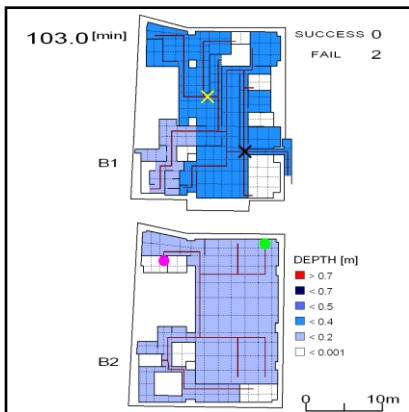 103.0 [min]
SUCCESS 0
FAIL 2
B1
B2
DEPTH [m]
> 0.7
< 0.7
< 0.5
< 0.4
< 0.2
< 0.001
0 10m